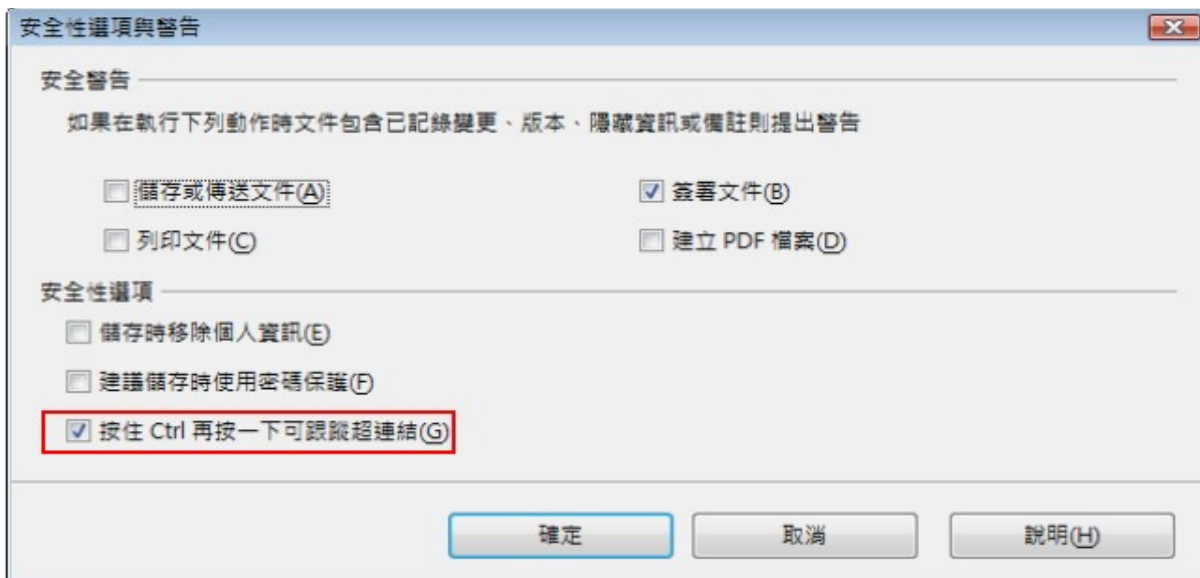 安全性選項與警告
安全警告
如果在執行下列動作時文件包含已記錄變更、版本、隱藏資訊或備註則提出警告
儲存或傳送文件(A) 簽署文件(B)
列印文件(C) 建立 PDF 檔案(D)
安全性選項
儲存時移除個人資訊(E)
建議儲存時使用密碼保護(F)
按住 Ctrl 再按一下可跟蹤超連結(G)
確定 取消 說明(H)